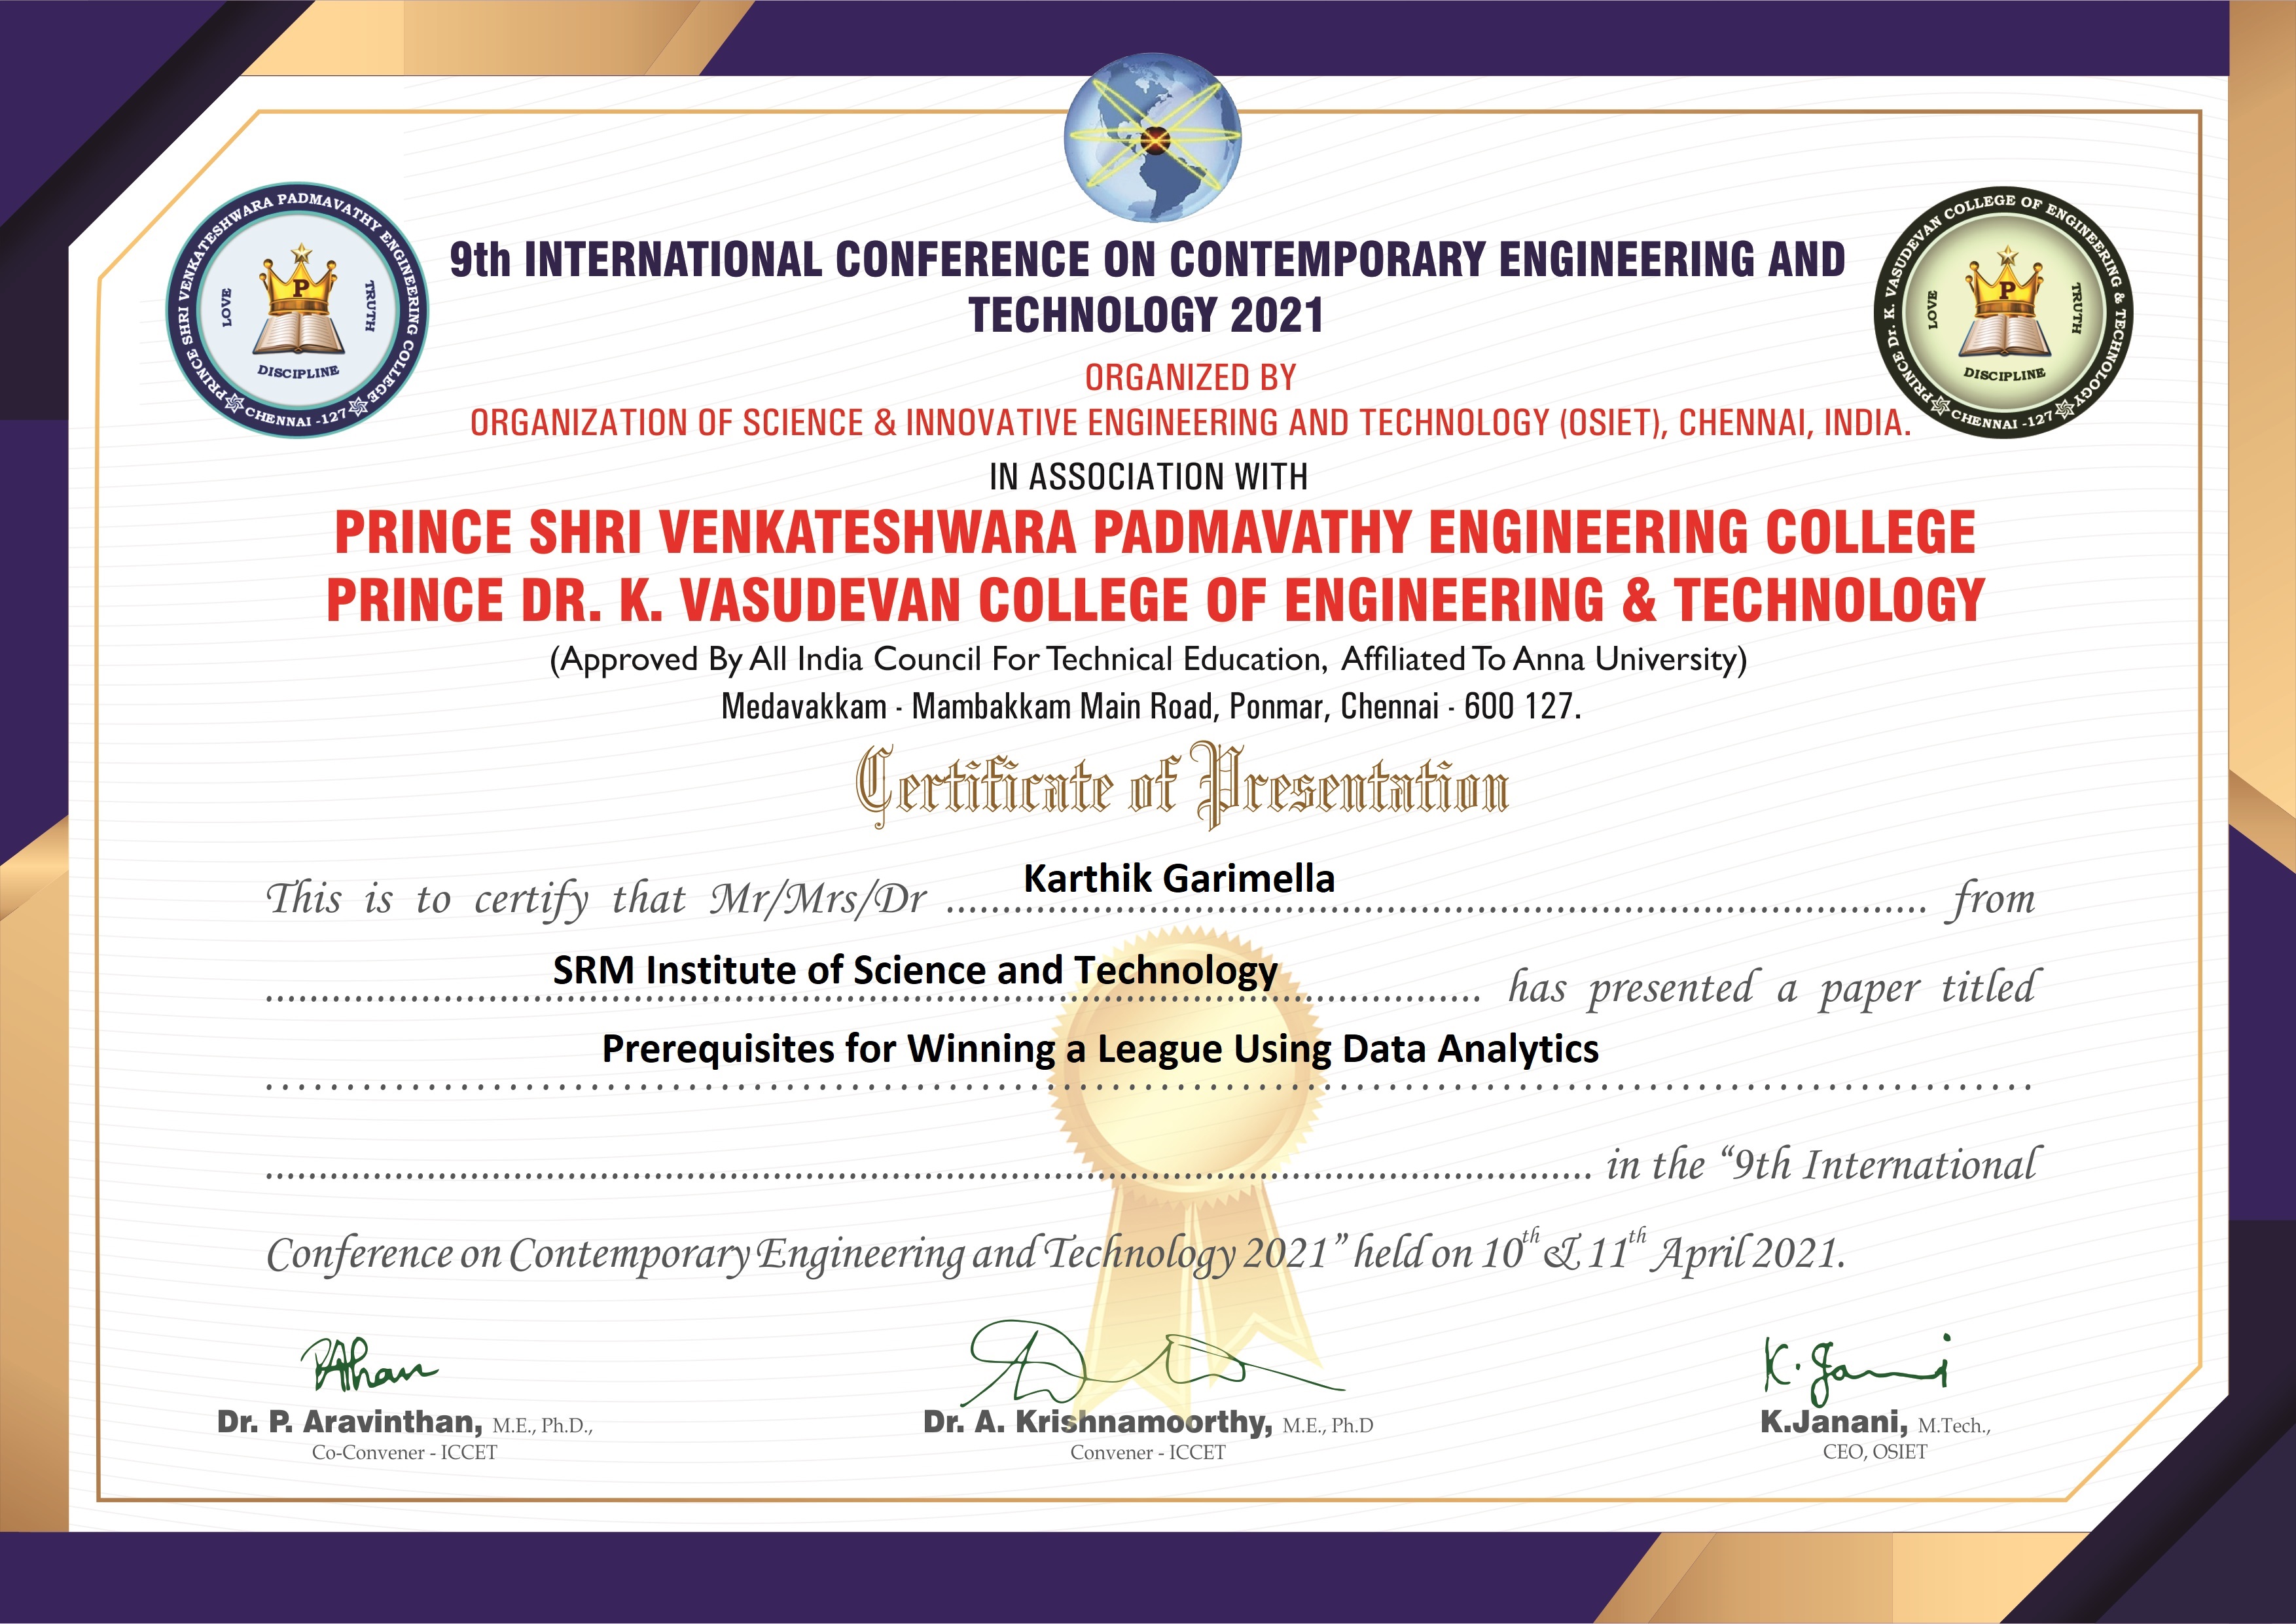 PRINCE SHRI VENKATESHWARA PADMAVATHY ENGINEERING COLLEGE
CHENNAI -127
LOVE
TRUTH
DISCIPLINE
P
PRINCE Dr. K. VASUDEVAN COLLEGE OF ENGINEERING & TECHNOLOGY
CHENNAI -127
LOVE
TRUTH
DISCIPLINE
P
9th INTERNATIONAL CONFERENCE ON CONTEMPORARY ENGINEERING AND
TECHNOLOGY 2021
ORGANIZED BY
ORGANIZATION OF SCIENCE & INNOVATIVE ENGINEERING AND TECHNOLOGY (OSIET), CHENNAI, INDIA.
IN ASSOCIATION WITH
PRINCE SHRI VENKATESHWARA PADMAVATHY ENGINEERING COLLEGE
PRINCE DR. K. VASUDEVAN COLLEGE OF ENGINEERING & TECHNOLOGY
(Approved By All India Council For Technical Education, Affiliated To Anna University)
Medavakkam - Mambakkam Main Road, Ponmar, Chennai - 600 127.
Certificate of Presentation
This is to certify that Mr/Mrs/Dr Karthik Garimella from
SRM Institute of Science and Technology has presented a paper titled
Prerequisites for Winning a League Using Data Analytics
in the “9th International
Conference on Contemporary Engineering and Technology 2021” held on 10th & 11th April 2021.
K. Jani
Dr. P. Aravinthan, M.E., Ph.D.,
Co-Convener - ICCET
Dr. A. Krishnamoorthy, M.E., Ph.D
Convener - ICCET
K.Janani, M.Tech.,
CEO, OSIET